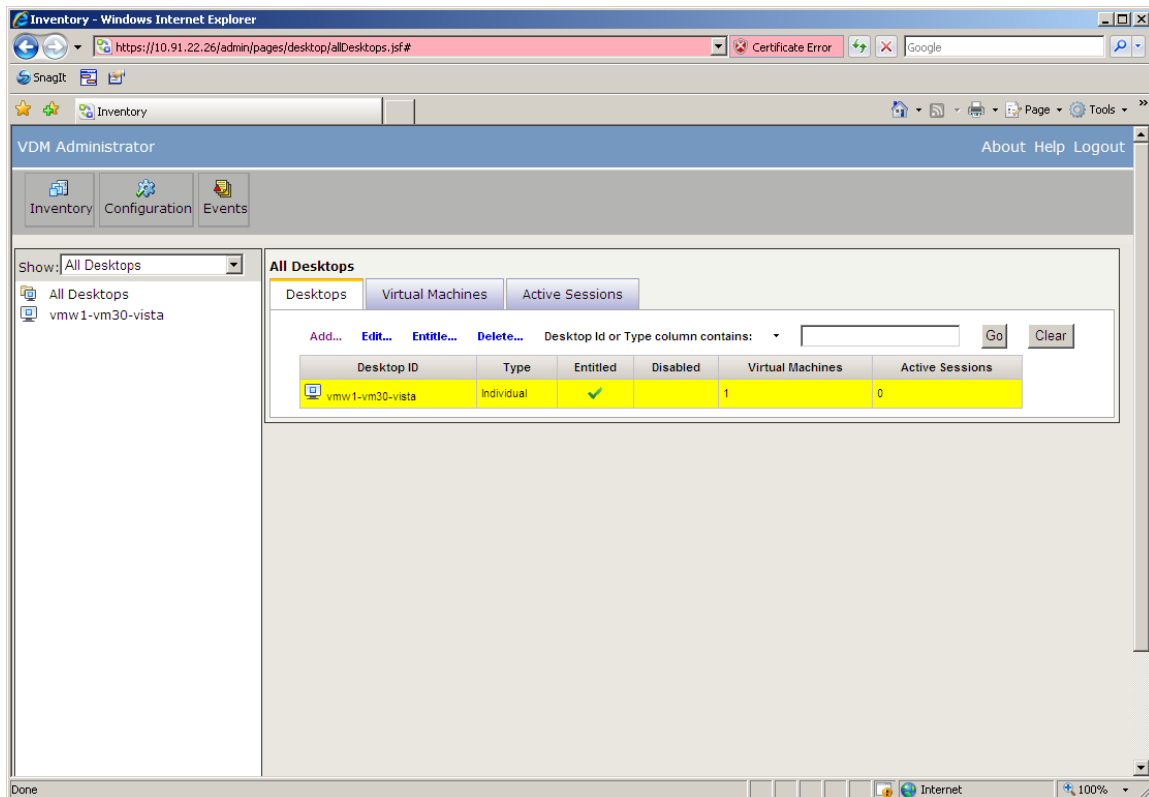 Inventory - Windows Internet Explorer
https://10.91.22.26/admin/pages/desktop/allDesktops.jsf#
Certificate Error
Google
SnagIt
Inventory
Page
Tools
VDM Administrator
About Help Logout
Inventory Configuration Events
Show: All Desktops
All Desktops
vmw1-vm30-vista
All Desktops
Desktops Virtual Machines Active Sessions
Add... Edit... Entitle... Delete... Desktop Id or Type column contains: Go Clear
Desktop ID Type Entitled Disabled Virtual Machines Active Sessions
vmw1-vm30-vista Individual 1 0
Done
Internet
100%